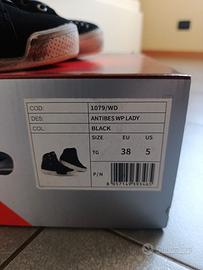 COD: 1079/WD
DES: ANTIBES WP LADY
COL: BLACK
SIZE EU US
TG 38 5
P/N